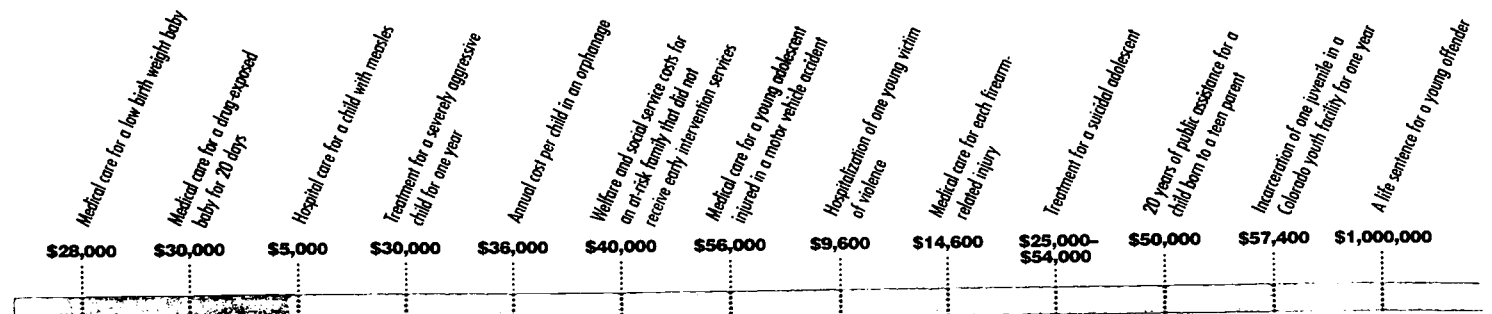 Medical care for a low birth weight baby
$28,000
Medical care for a drug-exposed
baby for 20 days
$30,000
Hospital care for a child with measles
$5,000
Treatment for a severely aggressive
child for one year
$30,000
Annual cost per child in an orphanage
$36,000
Welfare and social service costs for
an at-risk family that did not
receive early intervention services
$40,000
Medical care for a young adolescent
injured in a motor vehicle accident
$56,000
Hospitalization of one young victim
of violence
$9,600
Medical care for each firearm-
related injury
$14,600
Treatment for a suicidal adolescent
$25,000–
$54,000
20 years of public assistance for a
child born to a teen parent
$50,000
Incarceration of one juvenile in a
Colorado youth facility for one year
$57,400
A life sentence for a young offender
$1,000,000